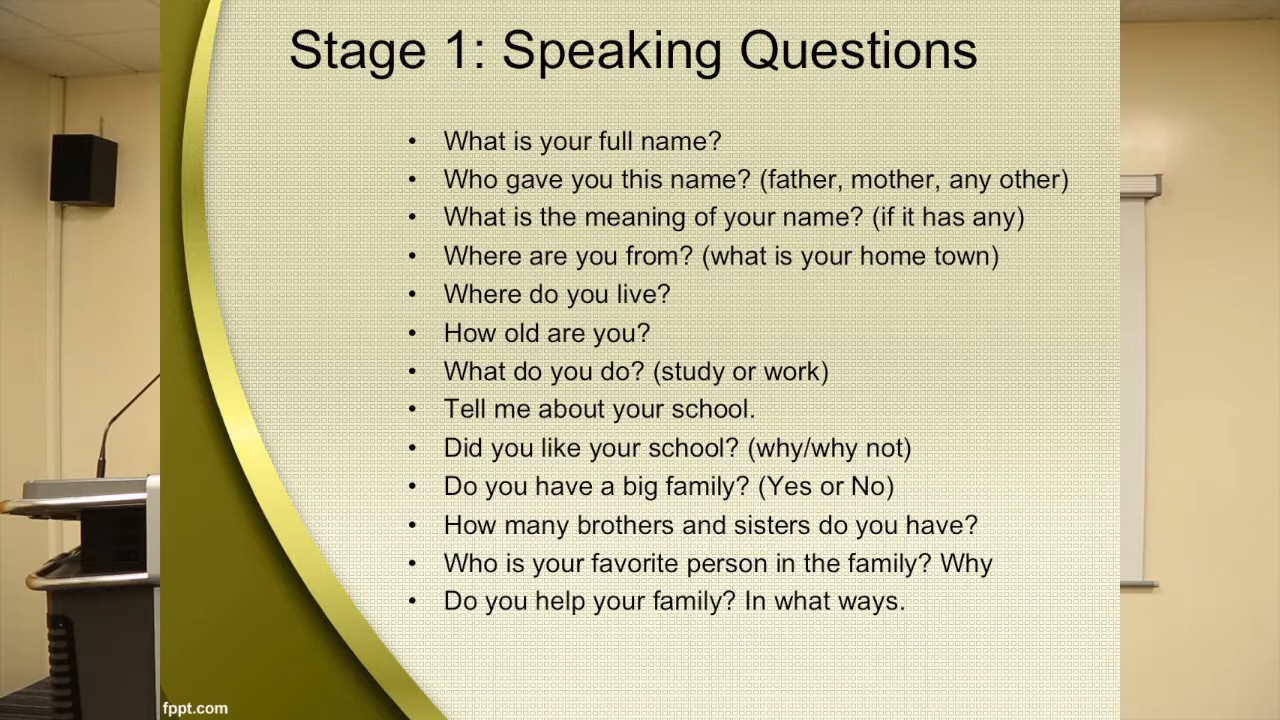 Stage 1: Speaking Questions
• What is your full name?
• Who gave you this name? (father, mother, any other)
• What is the meaning of your name? (if it has any)
• Where are you from? (what is your home town)
• Where do you live?
• How old are you?
• What do you do? (study or work)
• Tell me about your school.
• Did you like your school? (why/why not)
• Do you have a big family? (Yes or No)
• How many brothers and sisters do you have?
• Who is your favorite person in the family? Why
• Do you help your family? In what ways.
fppt.com